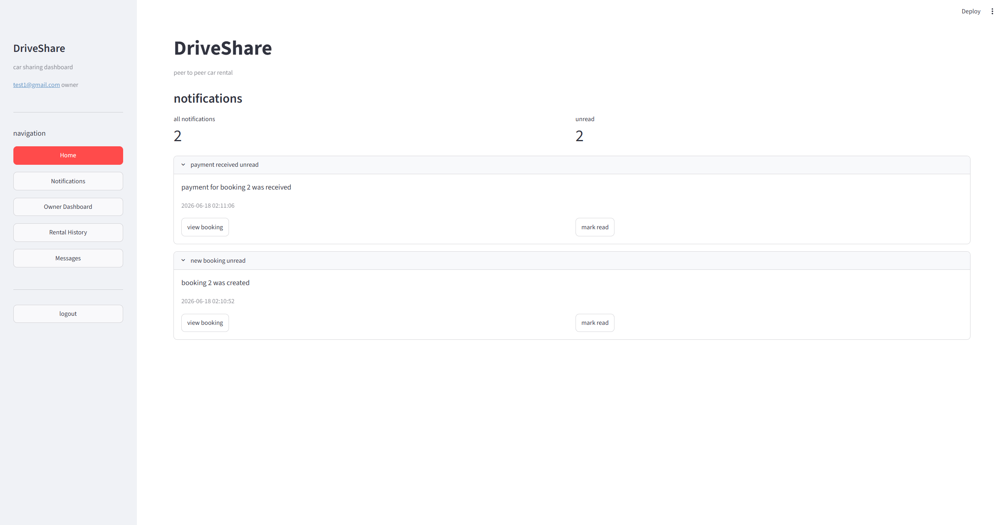 Deploy
DriveShare
car sharing dashboard
test1@gmail.com owner
navigation
Home
Notifications
Owner Dashboard
Rental History
Messages
logout
DriveShare
peer to peer car rental
notifications
all notifications
2
unread
2
payment received unread
payment for booking 2 was received
2026-06-18 02:11:06
view booking
mark read
new booking unread
booking 2 was created
2026-06-18 02:10:52
view booking
mark read